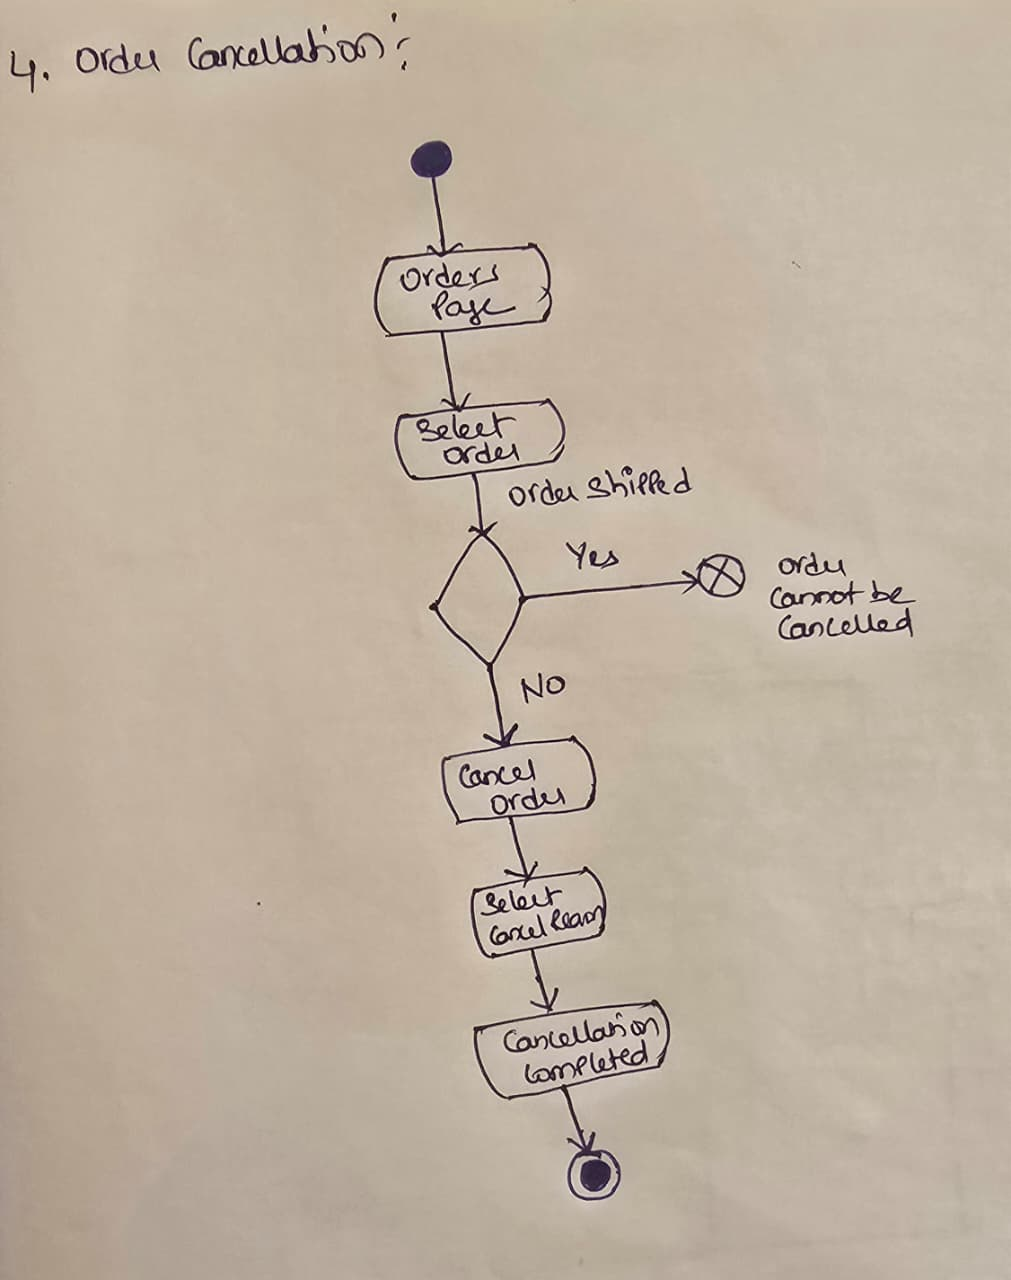 4. Order Cancellation:
Orders
Page
Select
order
Order Shipped
Yes
order
cannot be
cancelled
NO
Cancel
Order
Select
Cancel Reason
Cancellation
Completed